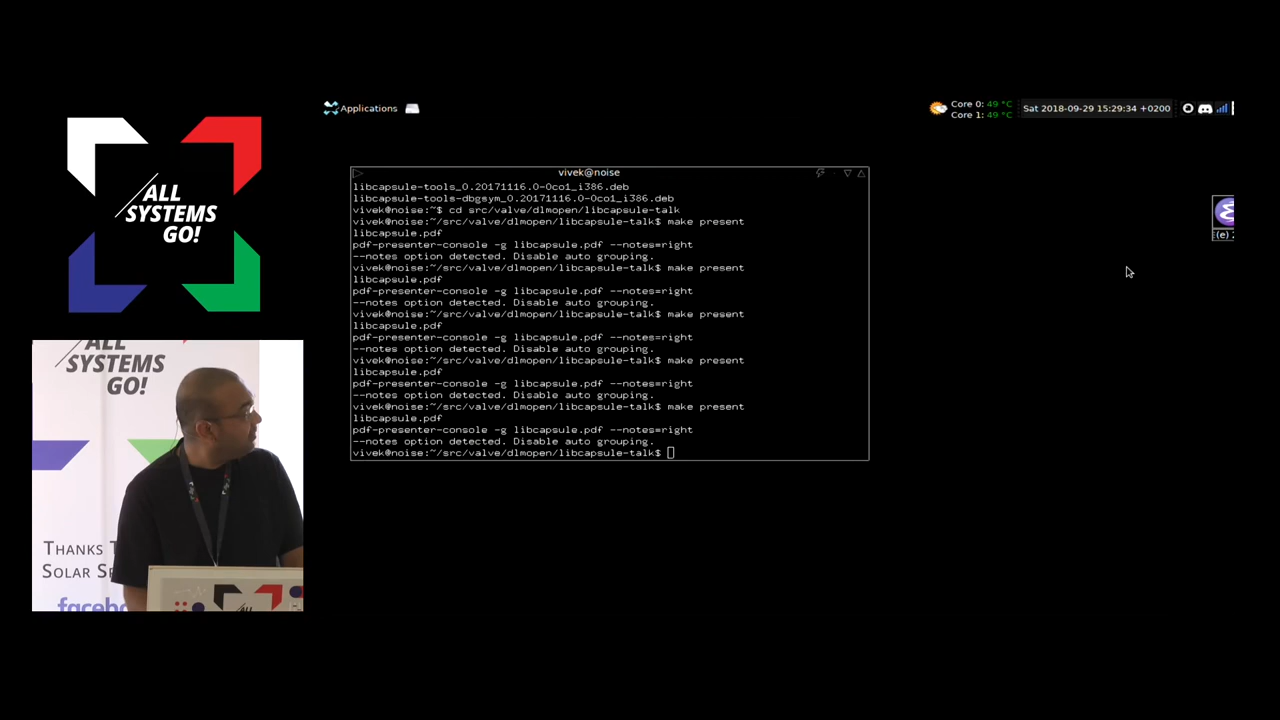 Applications
Core 0: 49 °C
Core 1: 49 °C
Sat 2018-09-29 15:29:34 +0200
ALL
SYSTEMS
GO!
vivek@noise
libcapsule-tools_0.20171116.0-0co1_i386.deb
libcapsule-tools-dbgsym_0.20171116.0-0co1_i386.deb
vivek@noise:~$ cd src/valve/dlmopen/libcapsule-talk
vivek@noise:~/src/valve/dlmopen/libcapsule-talk$ make present
libcapsule.pdf
pdf-presenter-console -g libcapsule.pdf --notes=right
--notes option detected. Disable auto grouping.
vivek@noise:~/src/valve/dlmopen/libcapsule-talk$ make present
libcapsule.pdf
pdf-presenter-console -g libcapsule.pdf --notes=right
--notes option detected. Disable auto grouping.
vivek@noise:~/src/valve/dlmopen/libcapsule-talk$ make present
libcapsule.pdf
pdf-presenter-console -g libcapsule.pdf --notes=right
--notes option detected. Disable auto grouping.
vivek@noise:~/src/valve/dlmopen/libcapsule-talk$ make present
libcapsule.pdf
pdf-presenter-console -g libcapsule.pdf --notes=right
--notes option detected. Disable auto grouping.
vivek@noise:~/src/valve/dlmopen/libcapsule-talk$ make present
libcapsule.pdf
pdf-presenter-console -g libcapsule.pdf --notes=right
--notes option detected. Disable auto grouping.
vivek@noise:~/src/valve/dlmopen/libcapsule-talk$
(e)
ALL
SYSTEMS
GO!
THANKS T
SOLAR S
faceb